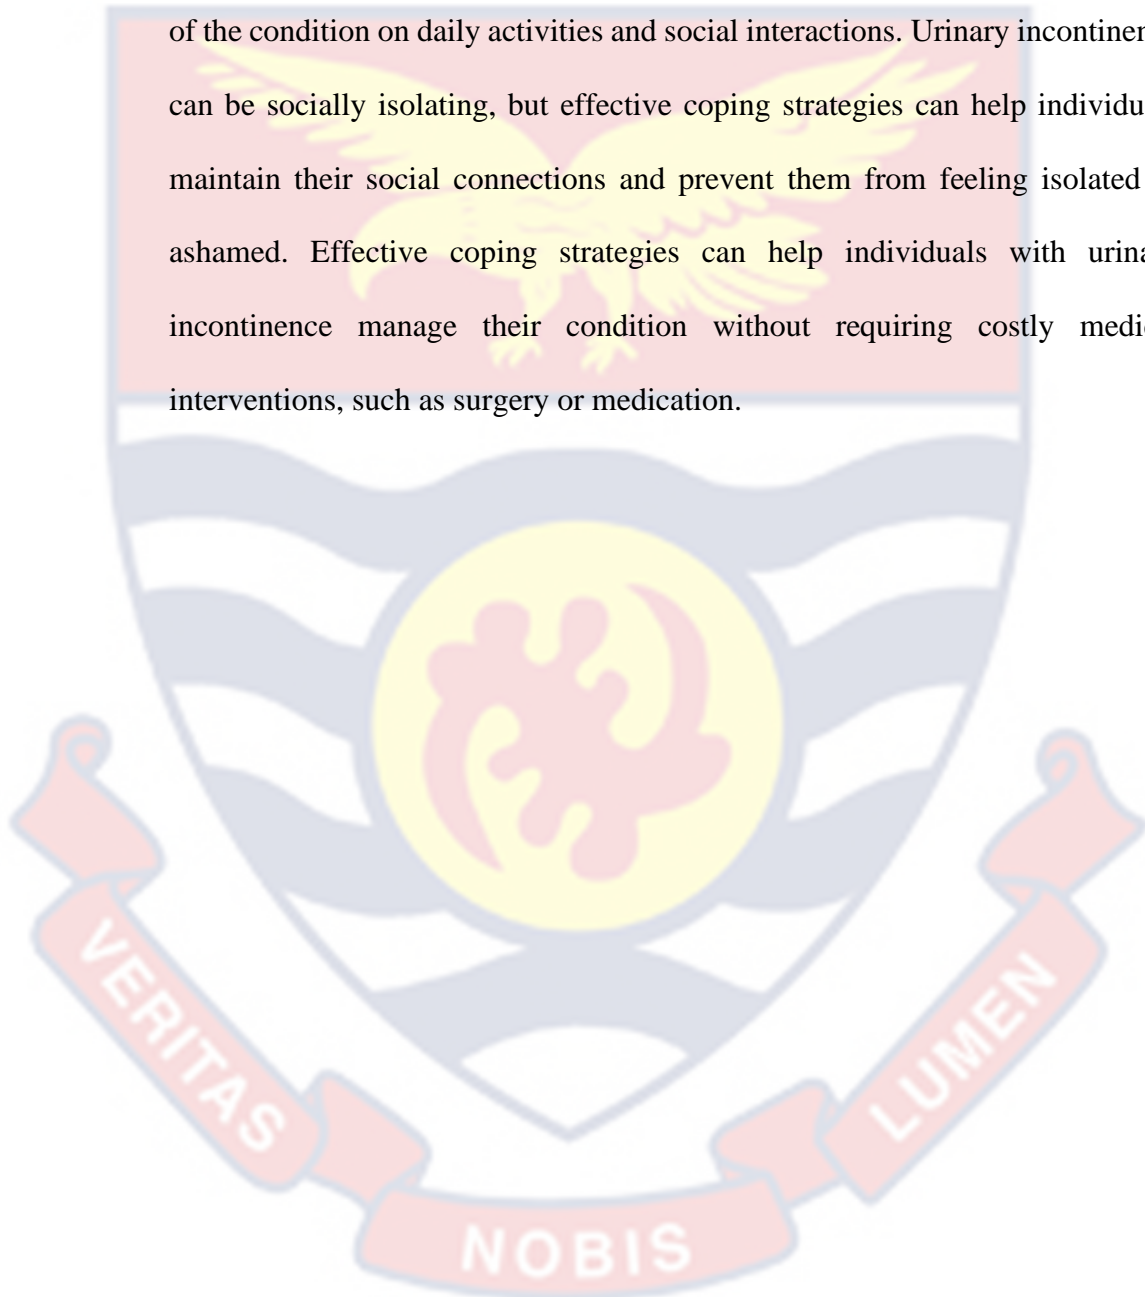 of the condition on daily activities and social interactions. Urinary incontinen
can be socially isolating, but effective coping strategies can help individu
maintain their social connections and prevent them from feeling isolated
ashamed. Effective coping strategies can help individuals with urina
incontinence manage their condition without requiring costly medic
interventions, such as surgery or medication.
VERITAS
NOBIS
LUMEN